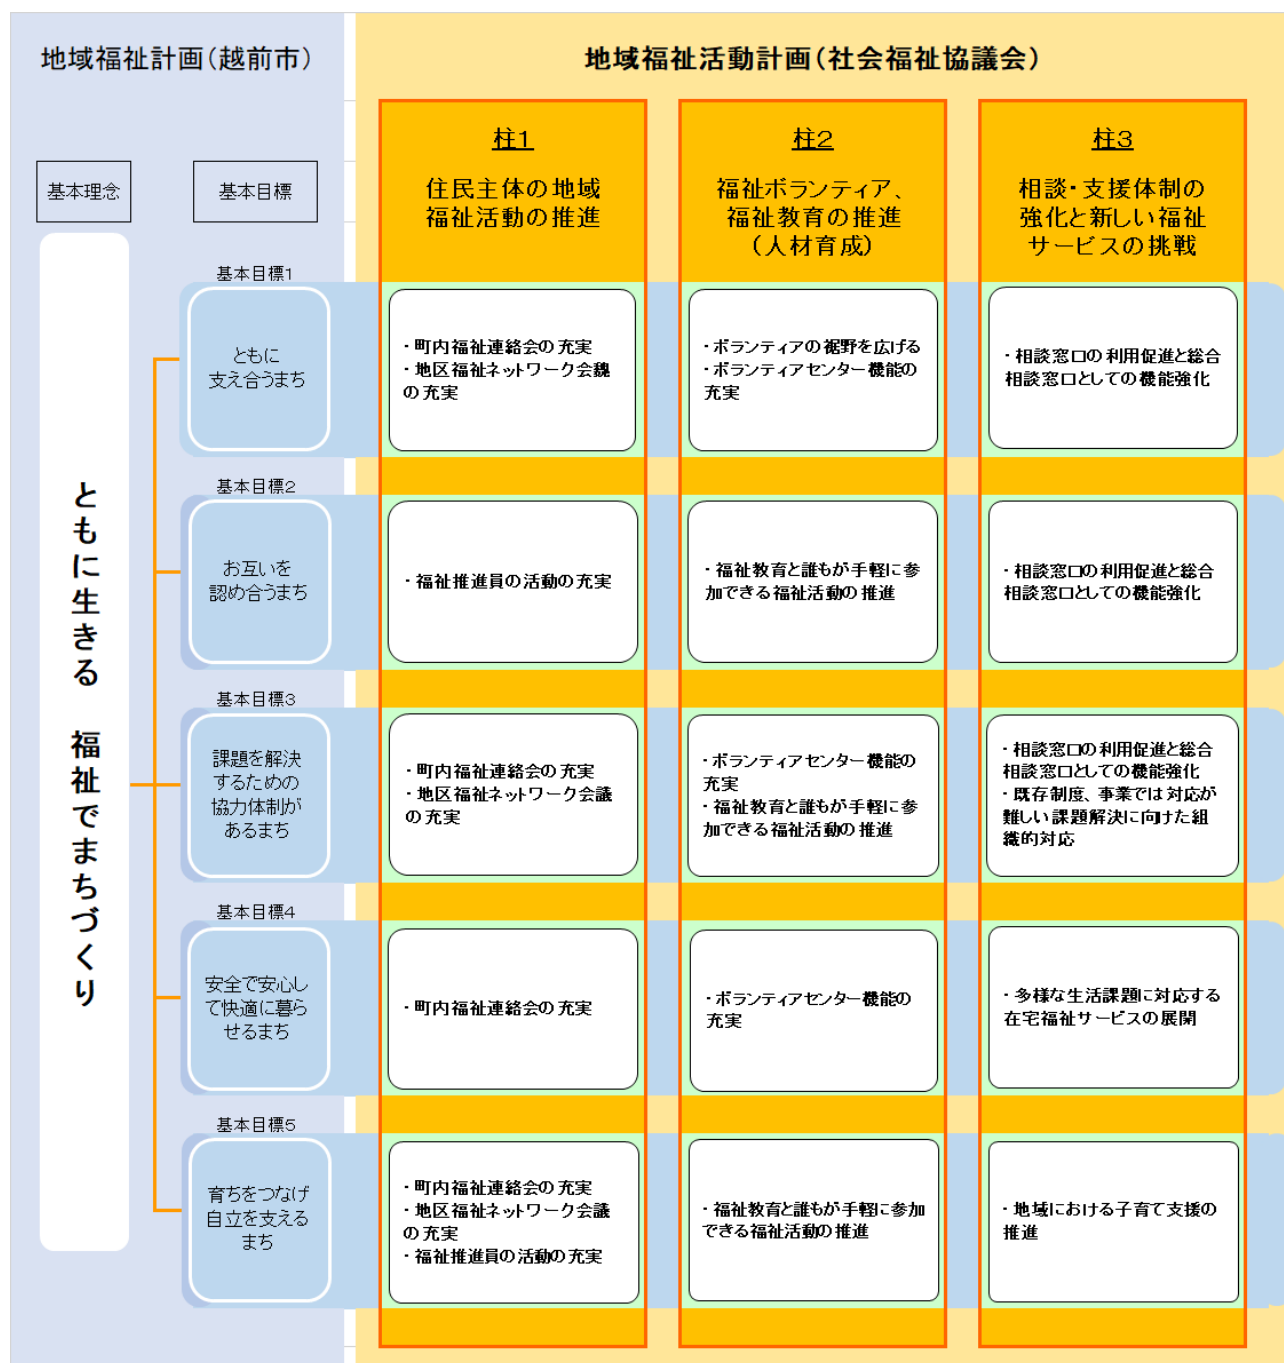 地域福祉計画（越前市）
地域福祉活動計画（社会福祉協議会）
基本理念
基本目標
柱1
住民主体の地域
福祉活動の推進
柱2
福祉ボランティア、
福祉教育の推進
（人材育成）
柱3
相談・支援体制の
強化と新しい福祉
サービスの挑戦
ともに生きる　福祉でまちづくり
基本目標1
ともに
支え合うまち
・町内福祉連絡会の充実
・地区福祉ネットワーク会魏
の充実
・ボランティアの裾野を広げる
・ボランティアセンター機能の
充実
・相談窓口の利用促進と総合
相談窓口としての機能強化
基本目標2
お互いを
認め合うまち
・福祉推進員の活動の充実
・福祉教育と誰もが手軽に参
加できる福祉活動の推進
・相談窓口の利用促進と総合
相談窓口としての機能強化
基本目標3
課題を解決
するための
協力体制が
あるまち
・町内福祉連絡会の充実
・地区福祉ネットワーク会議
の充実
・ボランティアセンター機能の
充実
・福祉教育と誰もが手軽に参
加できる福祉活動の推進
・相談窓口の利用促進と総合
相談窓口としての機能強化
・既存制度、事業では対応が
難しい課題解決に向けた組
織的対応
基本目標4
安全で安心し
て快適に暮ら
せるまち
・町内福祉連絡会の充実
・ボランティアセンター機能の
充実
・多様な生活課題に対応する
在宅福祉サービスの展開
基本目標5
育ちをつなげ
自立を支える
まち
・町内福祉連絡会の充実
・地区福祉ネットワーク会議
の充実
・福祉推進員の活動の充実
・福祉教育と誰もが手軽に参加
できる福祉活動の推進
・地域における子育て支援の
推進